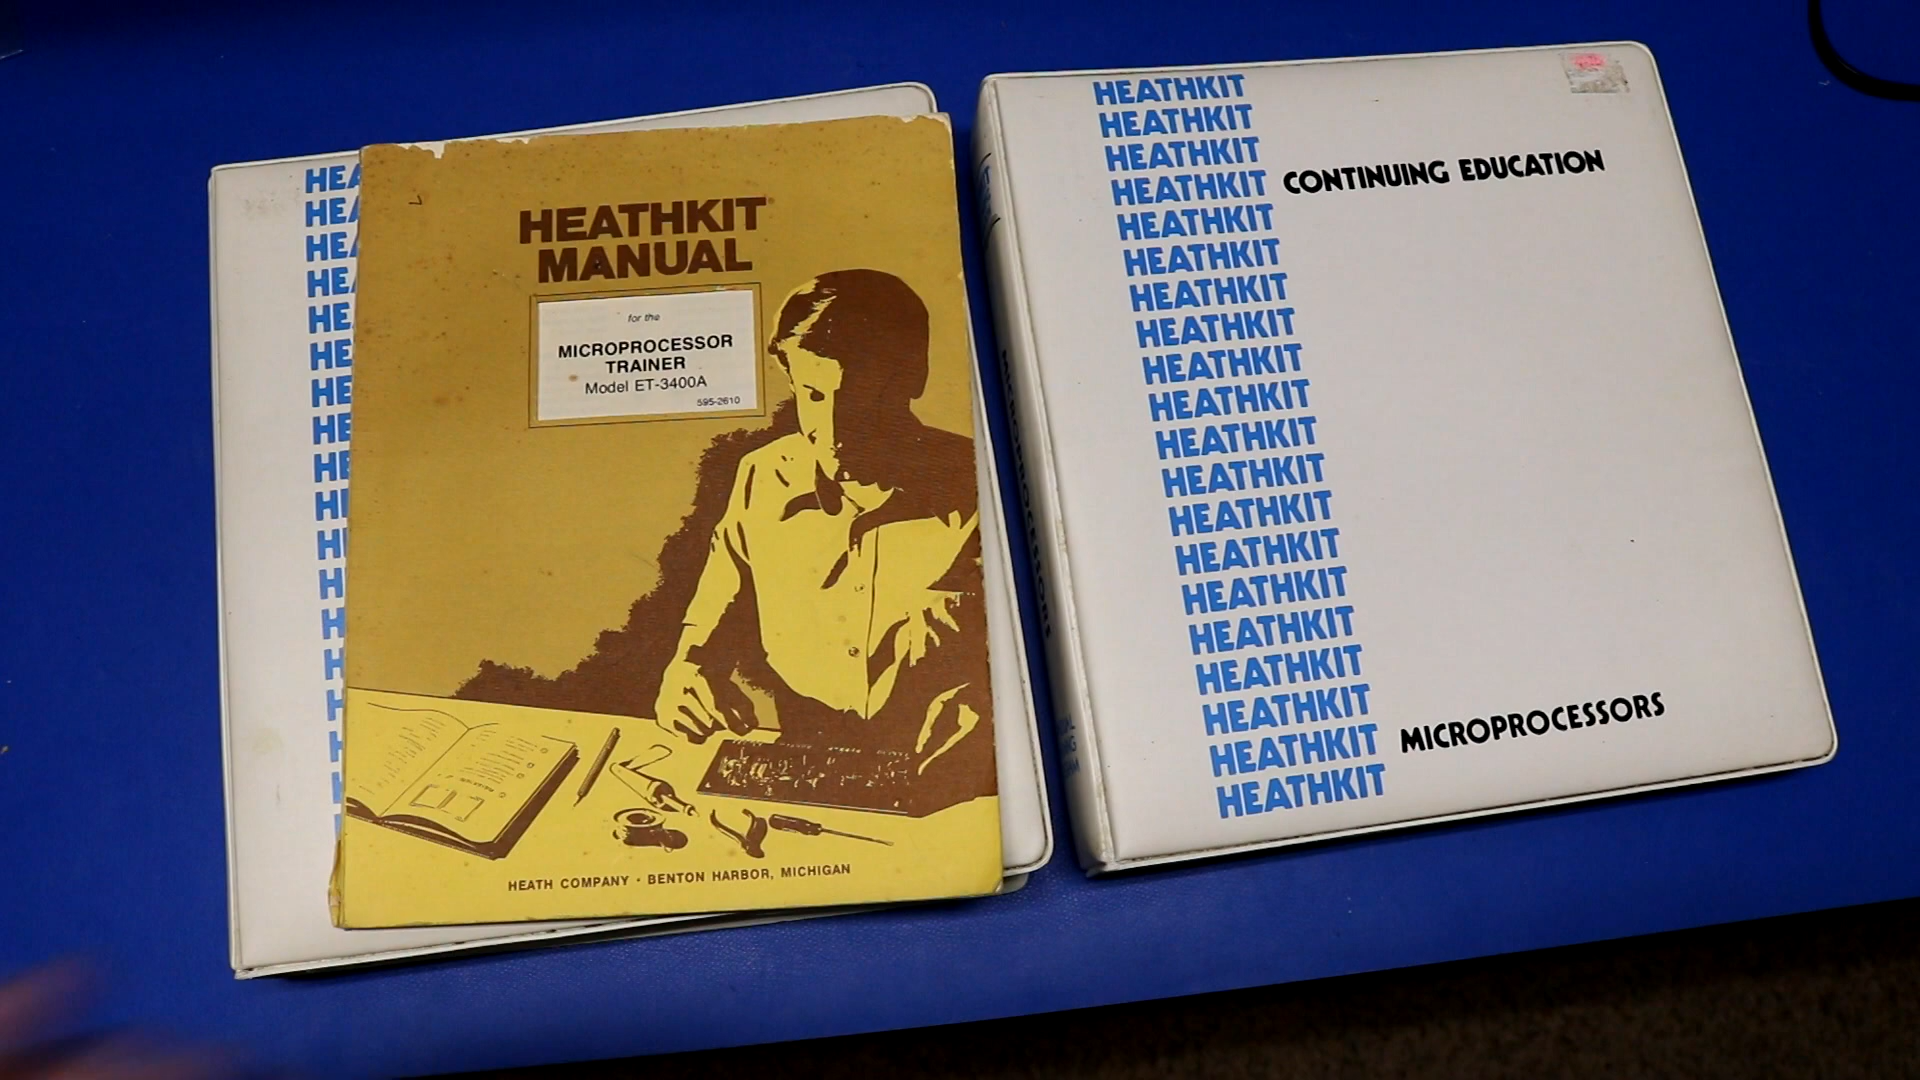 HEATHKIT
MANUAL
for the
MICROPROCESSOR
TRAINER
Model ET-3400A
595-2610
HEATH COMPANY • BENTON HARBOR, MICHIGAN
HEATHKIT
HEATHKIT
HEATHKIT
HEATHKIT CONTINUING EDUCATION
HEATHKIT
HEATHKIT
HEATHKIT
HEATHKIT
HEATHKIT
HEATHKIT
HEATHKIT
HEATHKIT
HEATHKIT
HEATHKIT
HEATHKIT
HEATHKIT
HEATHKIT
HEATHKIT
HEATHKIT MICROPROCESSORS
HEATHKIT
MICROPROCESSORS